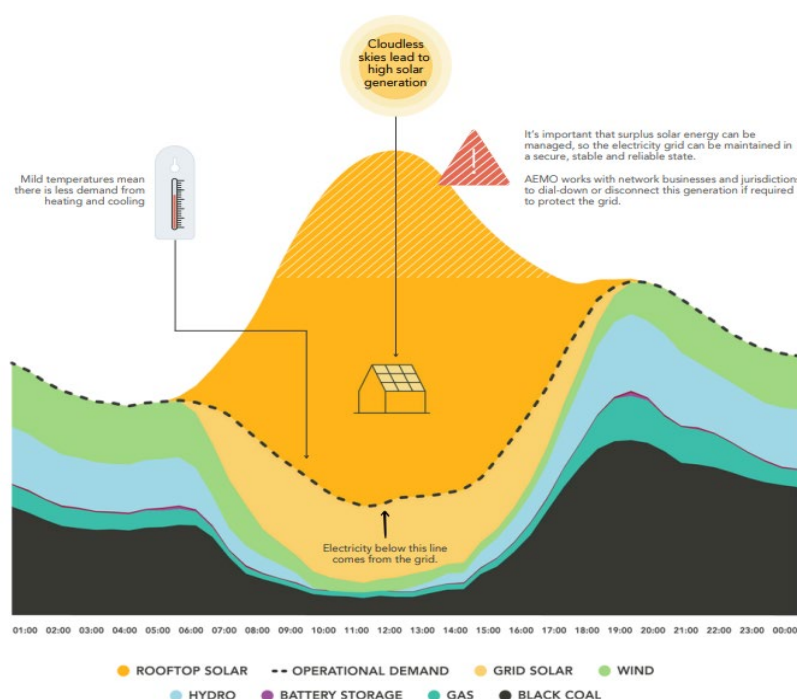 Cloudless
skies lead to
high solar
generation
It's important that surplus solar energy can be
managed, so the electricity grid can be maintained in
a secure, stable and reliable state.
AEMO works with network businesses and jurisdictions
to dial-down or disconnect this generation if required
to protect the grid.
Mild temperatures mean
there is less demand from
heating and cooling
!
Electricity below this line
comes from the grid.
01:00 02:00 03:00 04:00 05:00 06:00 07:00 08:00 09:00 10:00 11:00 12:00 13:00 14:00 15:00 16:00 17:00 18:00 19:00 20:00 21:00 22:00 23:00 00:00
ROOFTOP SOLAR OPERATIONAL DEMAND GRID SOLAR WIND
HYDRO BATTERY STORAGE GAS BLACK COAL